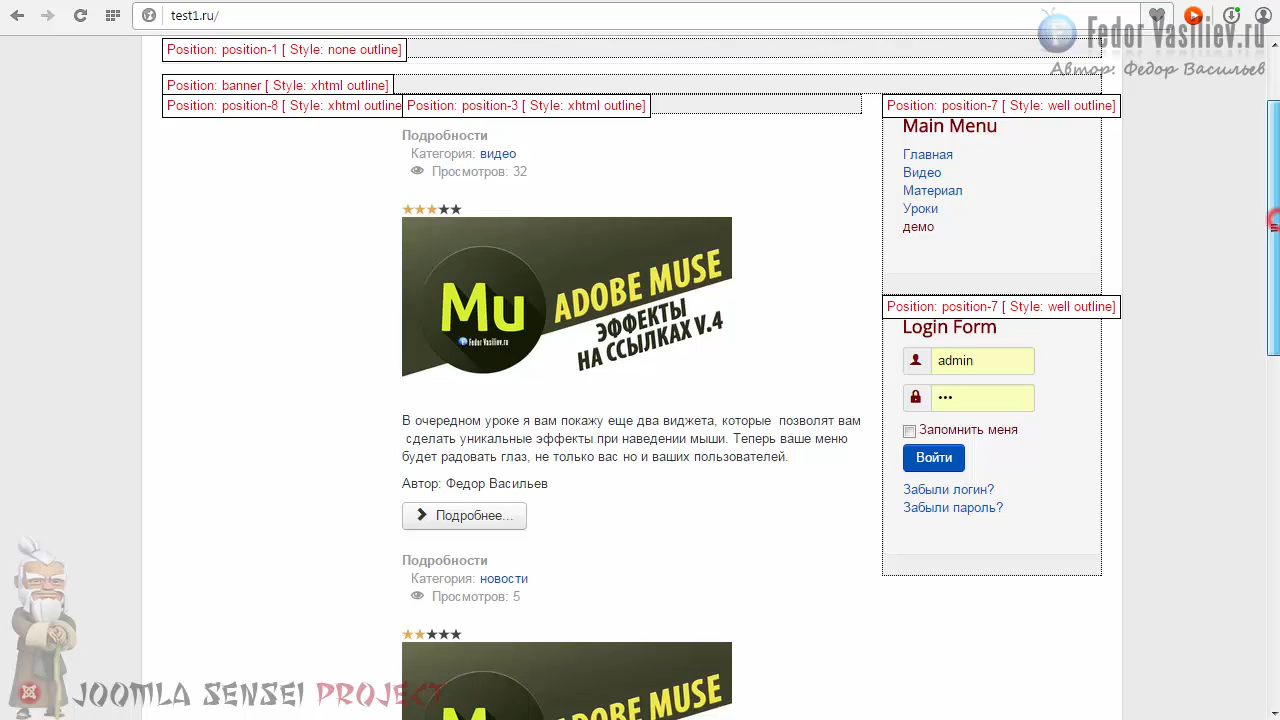 test1.ru/
Fedor Vasiliev.ru
Автор: Федор Васильев
Position: position-1 [ Style: none outline]
Position: banner [ Style: xhtml outline]
Position: position-8 [ Style: xhtml outline
Position: position-3 [ Style: xhtml outline]
Position: position-7 [ Style: well outline]
Main Menu
Главная
Видео
Материал
Уроки
демо
Position: position-7 [ Style: well outline]
Login Form
admin
•••
Запомнить меня
Войти
Забыли логин?
Забыли пароль?
Подробности
Категория: видео
Просмотров: 32
Mu
Fedor Vasiliev.ru
ADOBE MUSE
ЭФФЕКТЫ
НА ССЫЛКАХ V.4
В очередном уроке я вам покажу еще два виджета, которые позволят вам
сделать уникальные эффекты при наведении мыши. Теперь ваше меню
будет радовать глаз, не только вас но и ваших пользователей.
Автор: Федор Васильев
Подробнее...
Подробности
Категория: новости
Просмотров: 5
Mu
ADOBE MUSE
JOOMLA SENSEI PROJECT